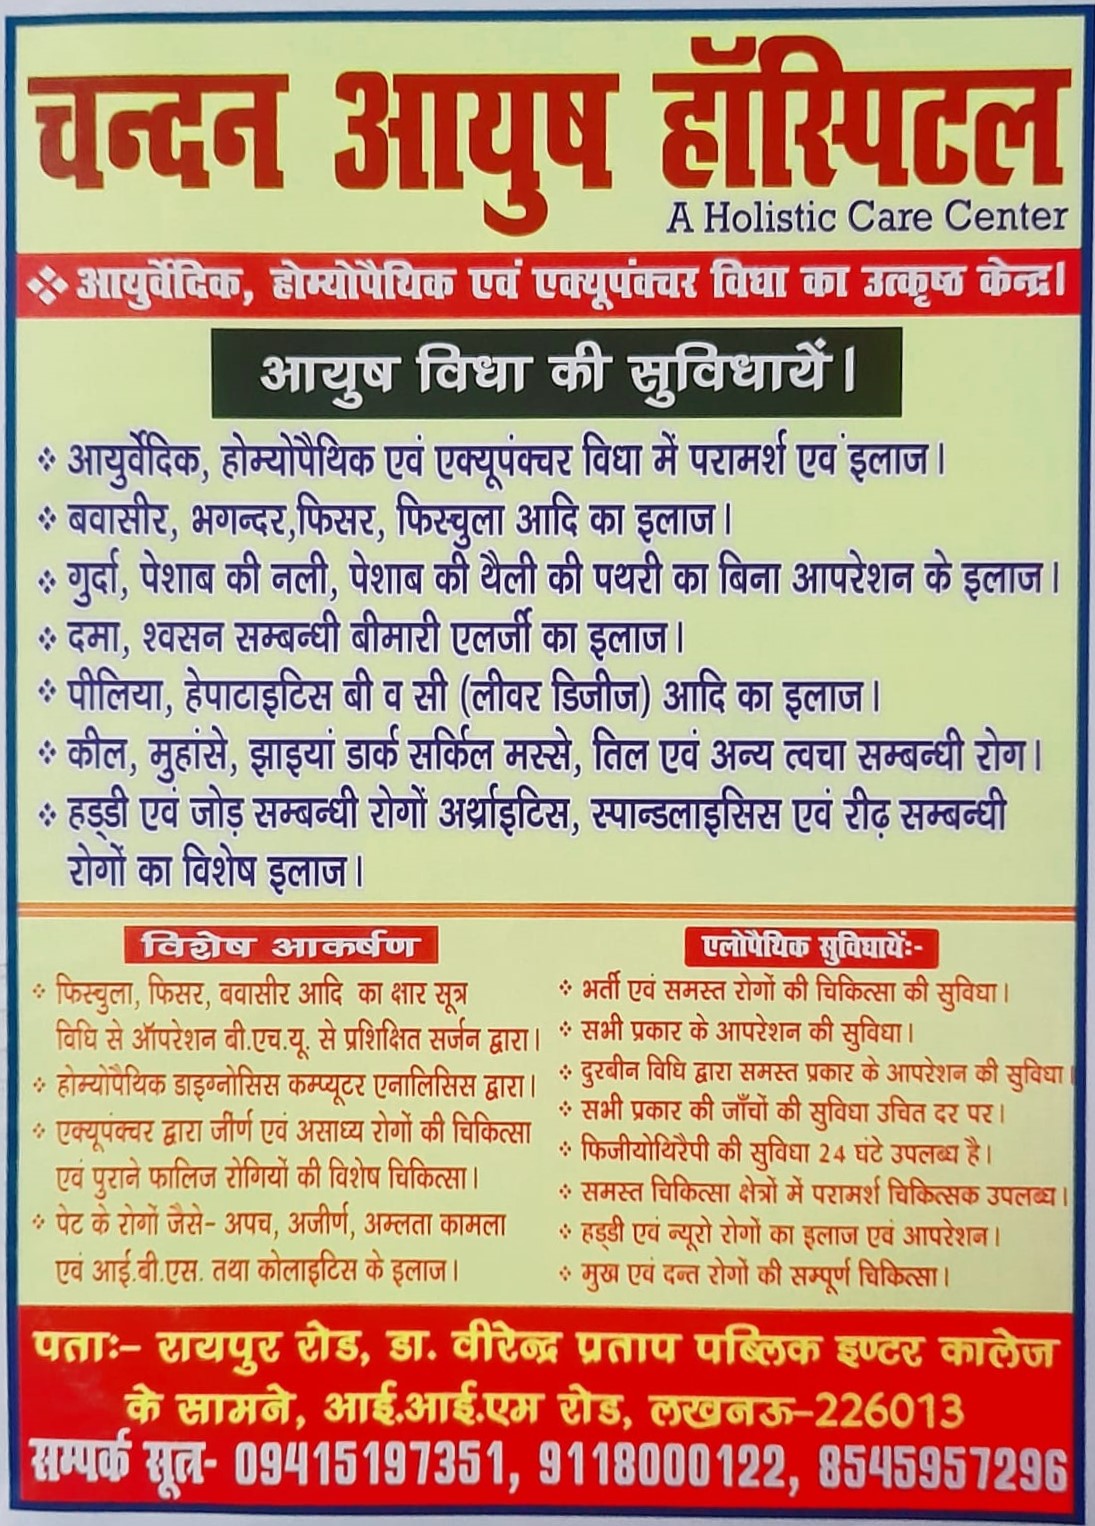 चन्दन आयुष हॉस्पिटल
A Holistic Care Center
❖ आयुर्वेदिक, होम्योपैथिक एवं एक्यूपंक्चर विधा का उत्कृष्ठ केन्द्र।
आयुष विधा की सुविधायें।
❖ आयुर्वेदिक, होम्योपैथिक एवं एक्यूपंक्चर विधा में परामर्श एवं इलाज।
❖ बवासीर, भगन्दर,फिसर, फिस्चुला आदि का इलाज।
❖ गुर्दा, पेशाब की नली, पेशाब की थैली की पथरी का बिना आपरेशन के इलाज।
❖ दमा, श्वसन सम्बन्धी बीमारी एलर्जी का इलाज।
❖ पीलिया, हेपाटाइटिस बी व सी (लीवर डिजीज) आदि का इलाज।
❖ कील, मुहांसे, झाइयां डार्क सर्किल मस्से, तिल एवं अन्य त्वचा सम्बन्धी रोग।
❖ हड्डी एवं जोड़ सम्बन्धी रोगों अर्थ्राइटिस, स्पान्डलाइसिस एवं रीढ़ सम्बन्धी
रोगों का विशेष इलाज।
विशेष आकर्षण
❖ फिस्चुला, फिसर, बवासीर आदि का क्षार सूत्र
विधि से ऑपरेशन बी.एच.यू. से प्रशिक्षित सर्जन द्वारा।
❖ होम्योपैथिक डाइग्नोसिस कम्प्यूटर एनालिसिस द्वारा।
❖ एक्यूपंक्चर द्वारा जीर्ण एवं असाध्य रोगों की चिकित्सा
एवं पुराने फालिज रोगियों की विशेष चिकित्सा।
❖ पेट के रोगों जैसे- अपच, अजीर्ण, अम्लता कामला
एवं आई.बी.एस. तथा कोलाइटिस के इलाज।
एलोपैथिक सुविधायेंः-
❖ भर्ती एवं समस्त रोगों की चिकित्सा की सुविधा।
❖ सभी प्रकार के आपरेशन की सुविधा।
❖ दुरबीन विधि द्वारा समस्त प्रकार के आपरेशन की सुविधा।
❖ सभी प्रकार की जाँचों की सुविधा उचित दर पर।
❖ फिजीयोथिरैपी की सुविधा 24 घंटे उपलब्ध है।
❖ समस्त चिकित्सा क्षेत्रों में परामर्श चिकित्सक उपलब्ध।
❖ हड्डी एवं न्यूरो रोगों का इलाज एवं आपरेशन।
❖ मुख एवं दन्त रोगों की सम्पूर्ण चिकित्सा।
पताः- रायपुर रोड, डा. वीरेन्द्र प्रताप पब्लिक इण्टर कालेज
के सामने, आई.आई.एम रोड, लखनऊ-226013
सम्पर्क सूत्र- 09415197351, 9118000122, 8545957296